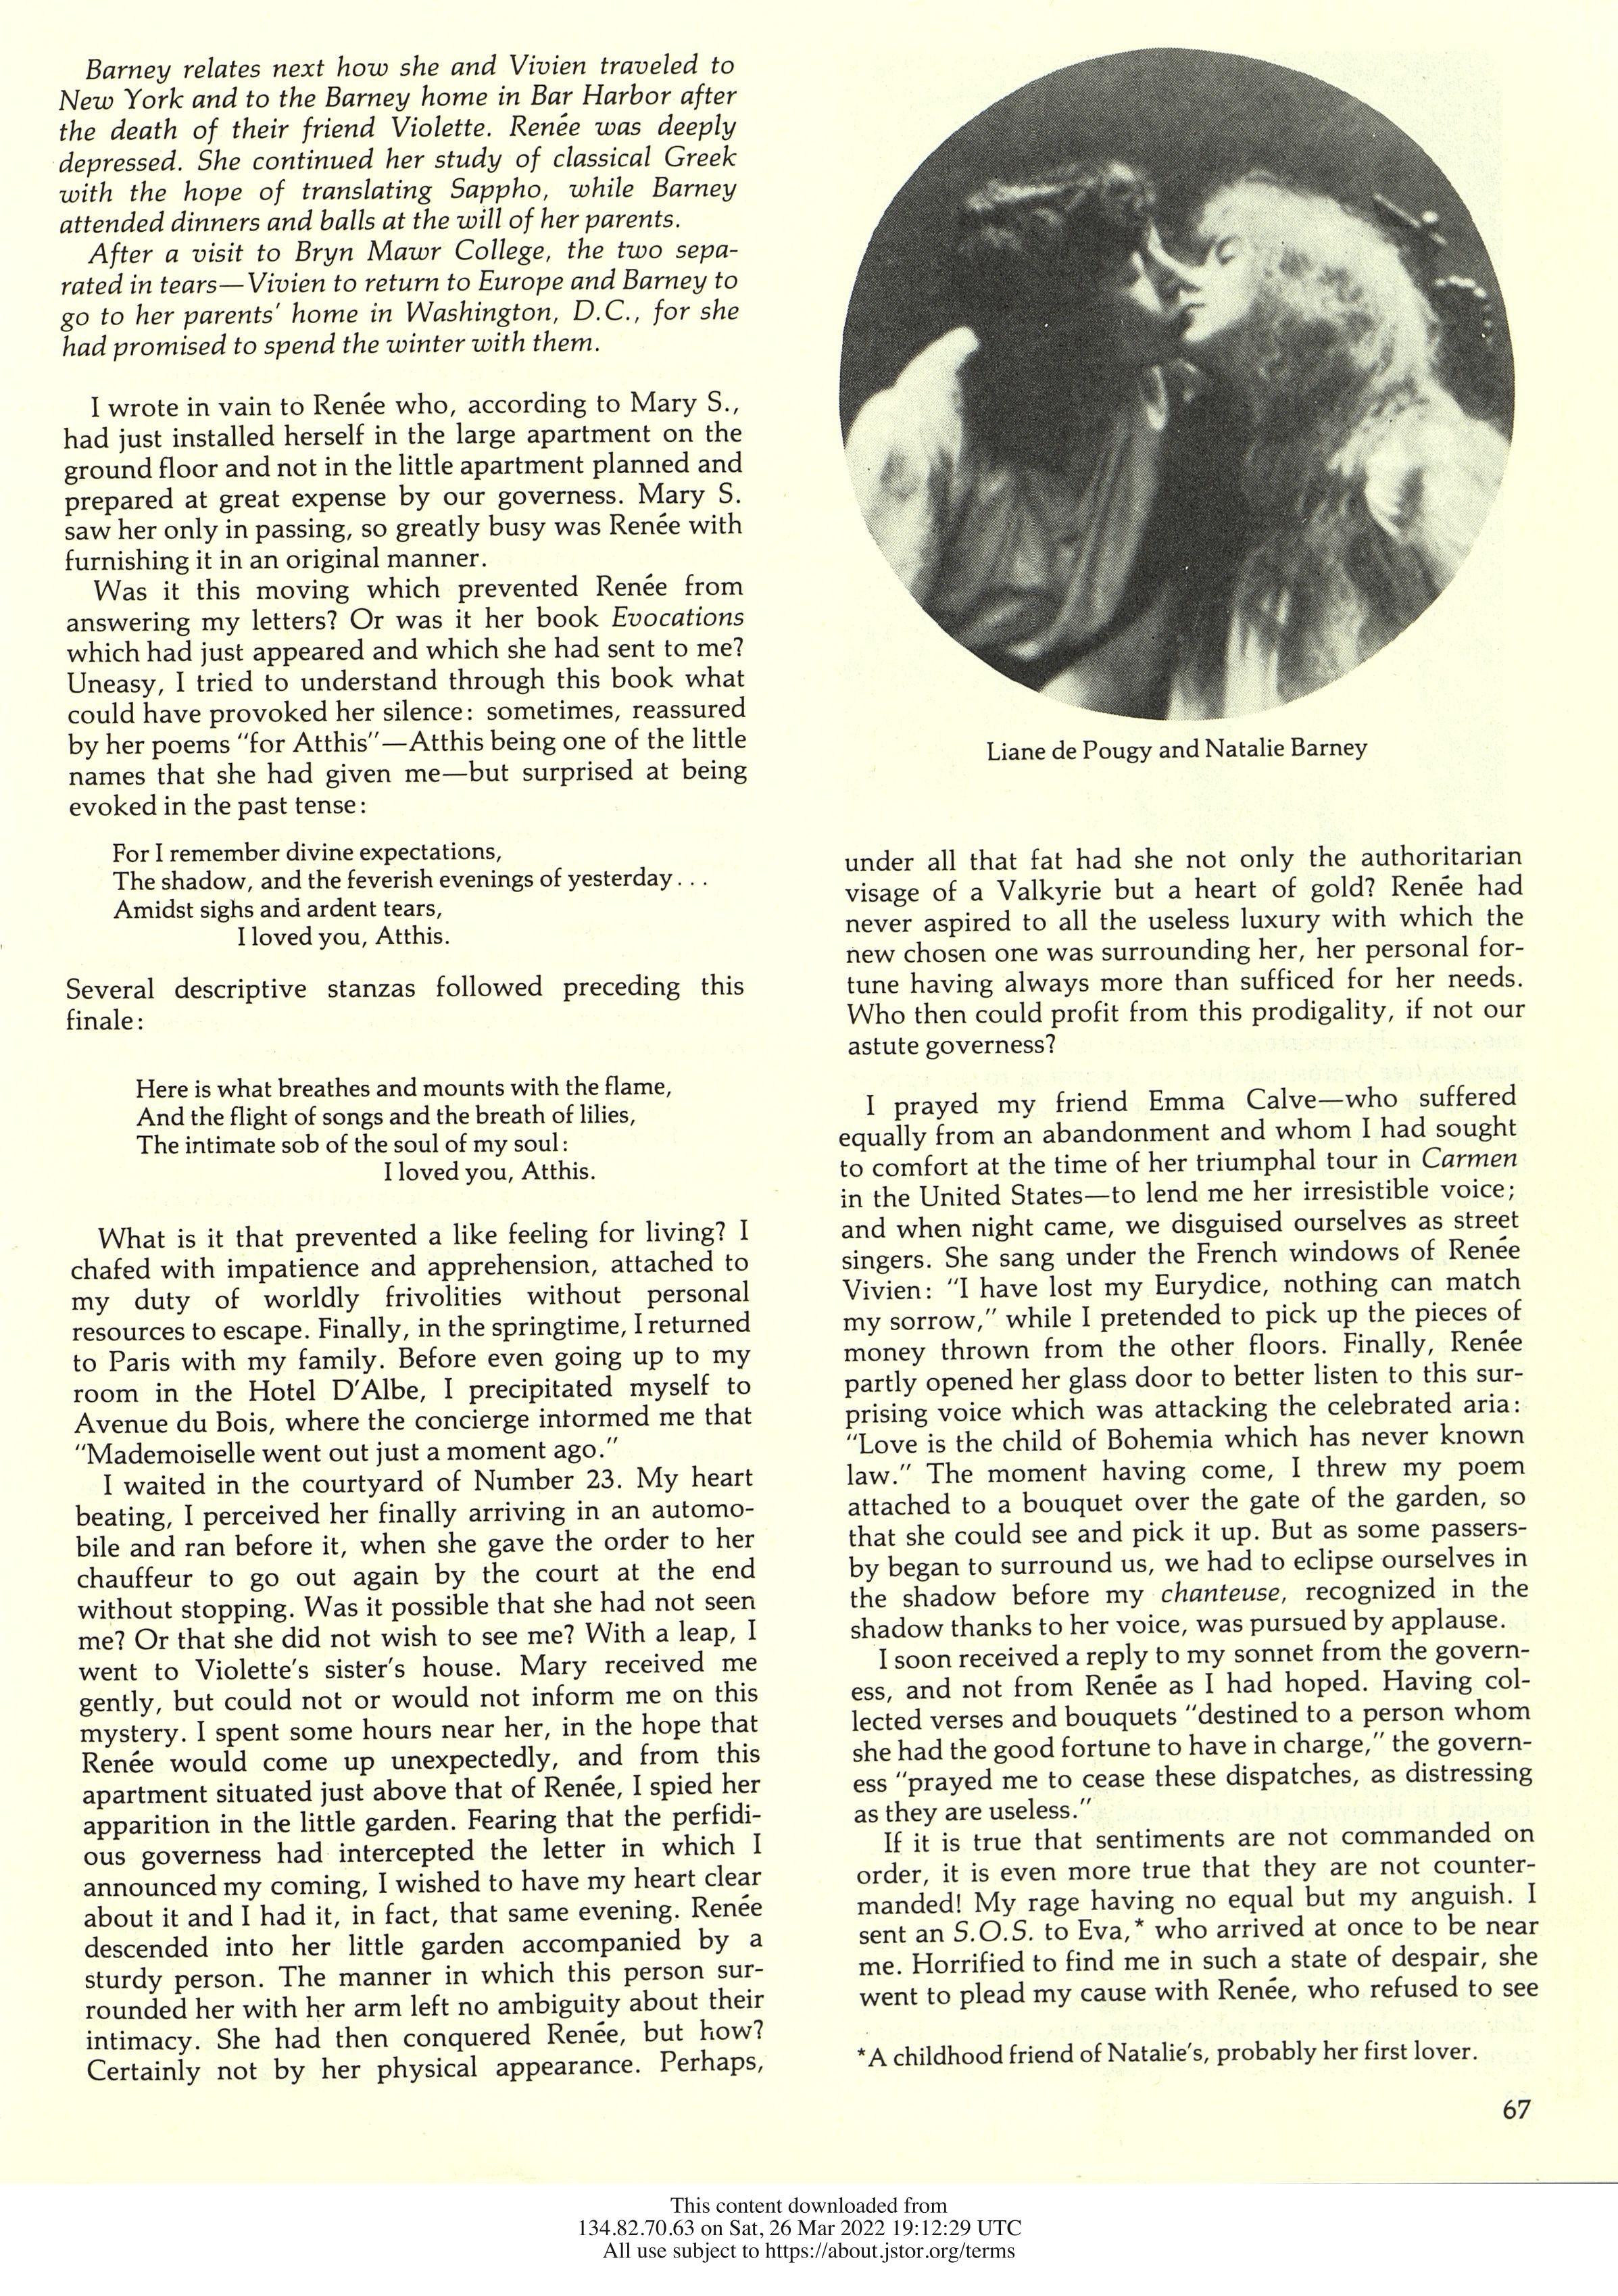 Barney relates next how she and Vivien traveled to
New York and to the Barney home in Bar Harbor after
the death of their friend Violette. Renée was deeply
depressed. She continued her study of classical Greek
with the hope of translating Sappho, while Barney
attended dinners and balls at the will of her parents.
After a visit to Bryn Mawr College, the two sepa-
rated in tears—Vivien to return to Europe and Barney to
go to her parents' home in Washington, D.C., for she
had promised to spend the winter with them.
I wrote in vain to Renée who, according to Mary S.,
had just installed herself in the large apartment on the
ground floor and not in the little apartment planned and
prepared at great expense by our governess. Mary S.
saw her only in passing, so greatly busy was Renée with
furnishing it in an original manner.
Was it this moving which prevented Renée from
answering my letters? Or was it her book Evocations
which had just appeared and which she had sent to me?
Uneasy, I tried to understand through this book what
could have provoked her silence: sometimes, reassured
by her poems "for Atthis"—Atthis being one of the little
names that she had given me—but surprised at being
evoked in the past tense:
For I remember divine expectations,
The shadow, and the feverish evenings of yesterday...
Amidst sighs and ardent tears,
I loved you, Atthis.
Several descriptive stanzas followed preceding this
finale:
Here is what breathes and mounts with the flame,
And the flight of songs and the breath of lilies,
The intimate sob of the soul of my soul:
I loved you, Atthis.
What is it that prevented a like feeling for living? I
chafed with impatience and apprehension, attached to
my duty of worldly frivolities without personal
resources to escape. Finally, in the springtime, I returned
to Paris with my family. Before even going up to my
room in the Hotel D'Albe, I precipitated myself to
Avenue du Bois, where the concierge informed me that
"Mademoiselle went out just a moment ago."
I waited in the courtyard of Number 23. My heart
beating, I perceived her finally arriving in an automo-
bile and ran before it, when she gave the order to her
chauffeur to go out again by the court at the end
without stopping. Was it possible that she had not seen
me? Or that she did not wish to see me? With a leap, I
went to Violette's sister's house. Mary received me
gently, but could not or would not inform me on this
mystery. I spent some hours near her, in the hope that
Renée would come up unexpectedly, and from this
apartment situated just above that of Renée, I spied her
apparition in the little garden. Fearing that the perfidi-
ous governess had intercepted the letter in which I
announced my coming, I wished to have my heart clear
about it and I had it, in fact, that same evening. Renée
descended into her little garden accompanied by a
sturdy person. The manner in which this person sur-
rounded her with her arm left no ambiguity about their
intimacy. She had then conquered Renée, but how?
Certainly not by her physical appearance. Perhaps,
Liane de Pougy and Natalie Barney
under all that fat had she not only the authoritarian
visage of a Valkyrie but a heart of gold? Renée had
never aspired to all the useless luxury with which the
new chosen one was surrounding her, her personal for-
tune having always more than sufficed for her needs.
Who then could profit from this prodigality, if not our
astute governess?
I prayed my friend Emma Calve—who suffered
equally from an abandonment and whom I had sought
to comfort at the time of her triumphal tour in Carmen
in the United States—to lend me her irresistible voice;
and when night came, we disguised ourselves as street
singers. She sang under the French windows of Renée
Vivien: "I have lost my Eurydice, nothing can match
my sorrow," while I pretended to pick up the pieces of
money thrown from the other floors. Finally, Renée
partly opened her glass door to better listen to this sur-
prising voice which was attacking the celebrated aria:
"Love is the child of Bohemia which has never known
law." The moment having come, I threw my poem
attached to a bouquet over the gate of the garden, so
that she could see and pick it up. But as some passers-
by began to surround us, we had to eclipse ourselves in
the shadow before my chanteuse, recognized in the
shadow thanks to her voice, was pursued by applause.
I soon received a reply to my sonnet from the govern-
ess, and not from Renée as I had hoped. Having col-
lected verses and bouquets "destined to a person whom
she had the good fortune to have in charge," the govern-
ess "prayed me to cease these dispatches, as distressing
as they are useless."
If it is true that sentiments are not commanded on
order, it is even more true that they are not counter-
manded! My rage having no equal but my anguish. I
sent an S.O.S. to Eva,* who arrived at once to be near
me. Horrified to find me in such a state of despair, she
went to plead my cause with Renée, who refused to see
*A childhood friend of Natalie's, probably her first lover.
67
This content downloaded from
134.82.70.63 on Sat, 26 Mar 2022 19:12:29 UTC
All use subject to https://about.jstor.org/terms